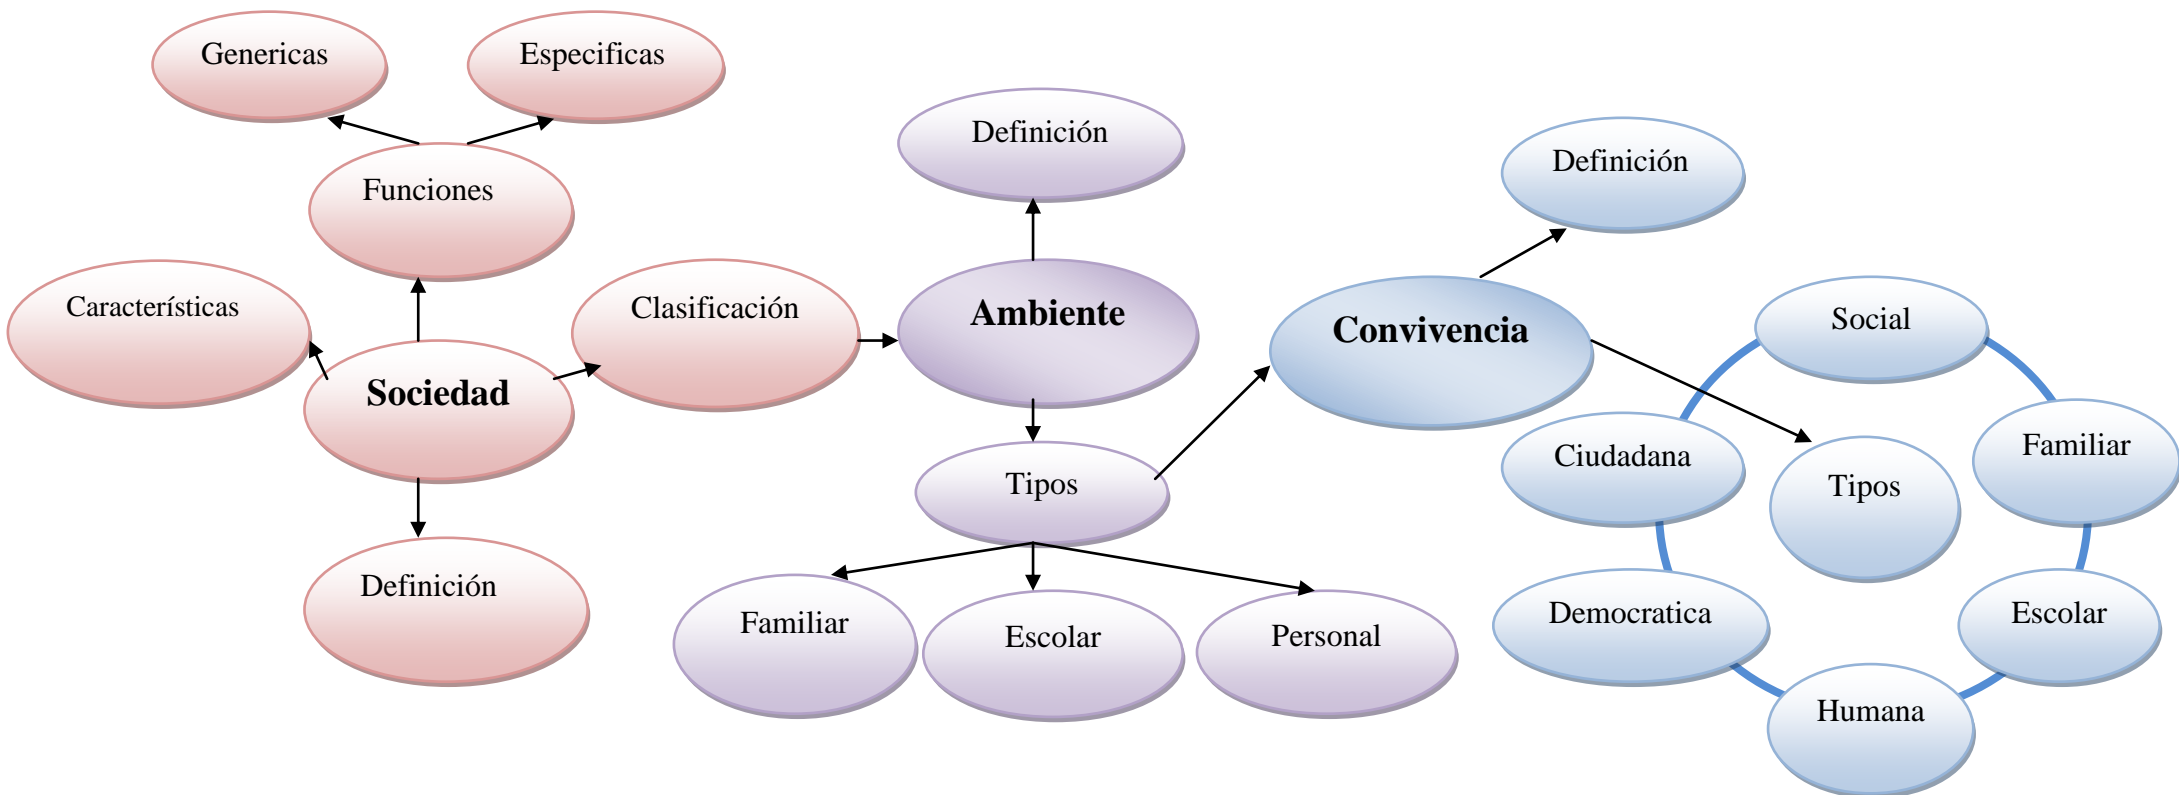 Genericas
Especificas
Funciones
Características
Clasificación
Sociedad
Definición
Definición
Ambiente
Tipos
Familiar
Escolar
Personal
Definición
Convivencia
Social
Ciudadana
Familiar
Tipos
Democratica
Escolar
Humana